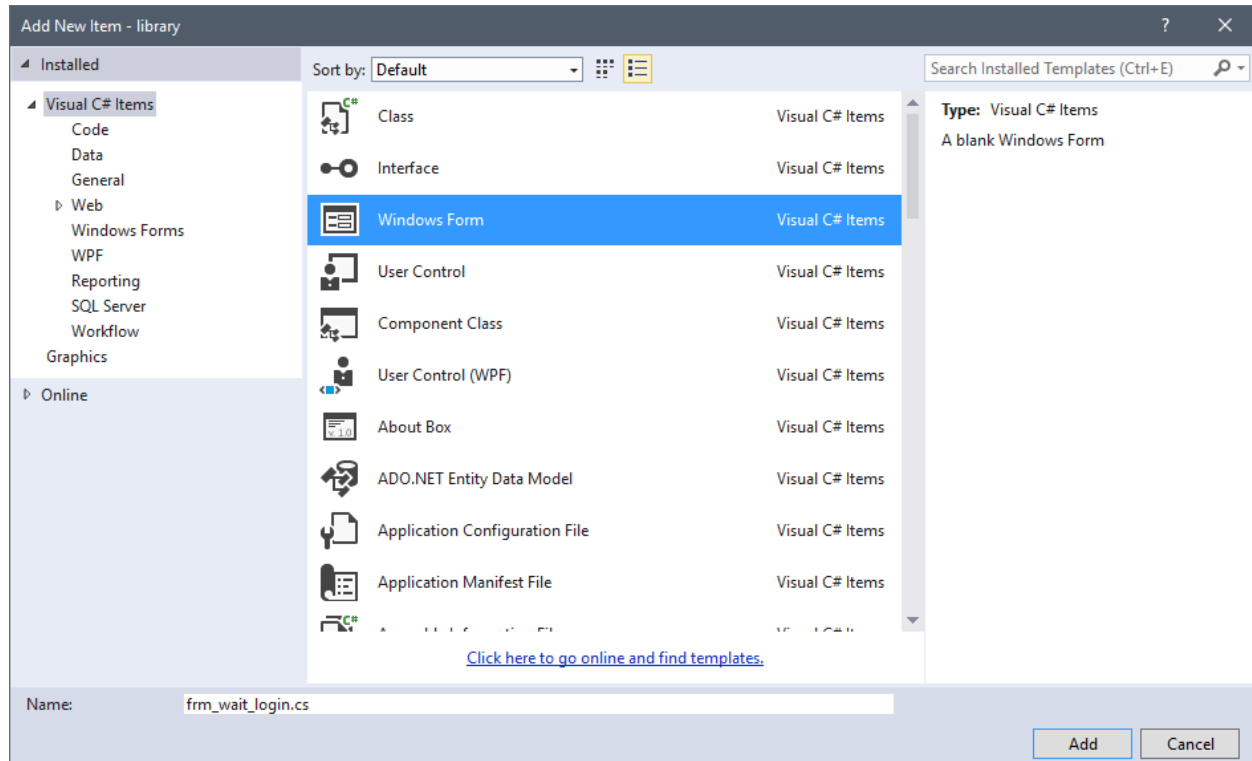 Add New Item - library
?
Installed
Sort by: Default
Search Installed Templates (Ctrl+E)
Visual C# Items
Code
Data
General
Web
Windows Forms
WPF
Reporting
SQL Server
Workflow
Graphics
Online
C#
Class Visual C# Items
Interface Visual C# Items
Windows Form Visual C# Items
User Control Visual C# Items
Component Class Visual C# Items
User Control (WPF) Visual C# Items
v. 1.0
About Box Visual C# Items
ADO.NET Entity Data Model Visual C# Items
Application Configuration File Visual C# Items
Application Manifest File Visual C# Items
C#
Click here to go online and find templates.
Type: Visual C# Items
A blank Windows Form
Name: frm_wait_login.cs
Add Cancel